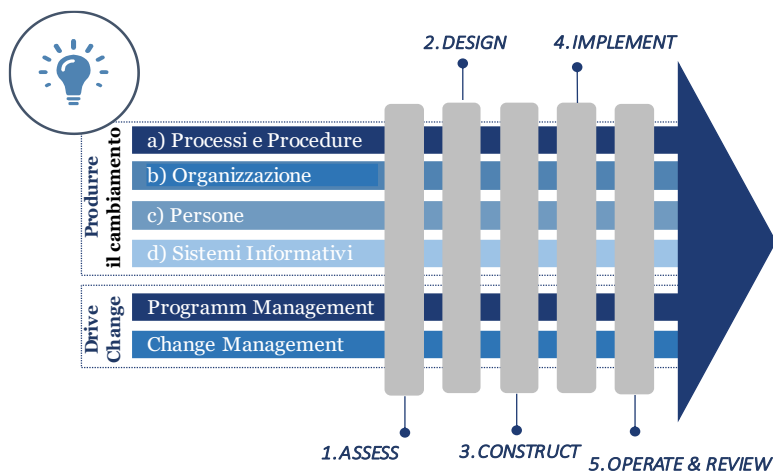 2. DESIGN
4. IMPLEMENT
Produrre
il cambiamento
a) Processi e Procedure
b) Organizzazione
c) Persone
d) Sistemi Informativi
Drive
Change
Programm Management
Change Management
1. ASSESS
3. CONSTRUCT
5. OPERATE & REVIEW